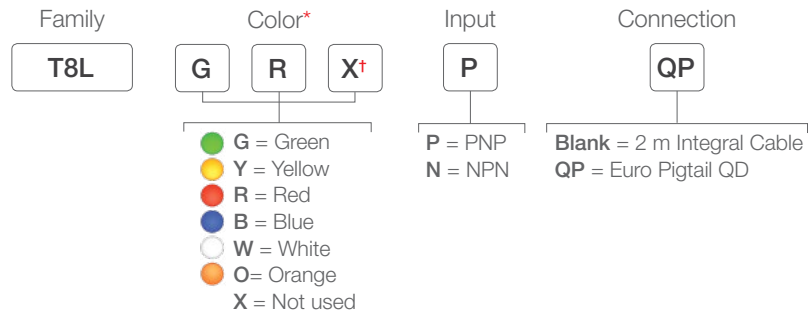 Family Color* Input Connection
T8L G R X† P QP
G = Green
Y = Yellow
R = Red
B = Blue
W = White
O= Orange
X = Not used
P = PNP
N = NPN
Blank = 2 m Integral Cable
QP = Euro Pigtail QD